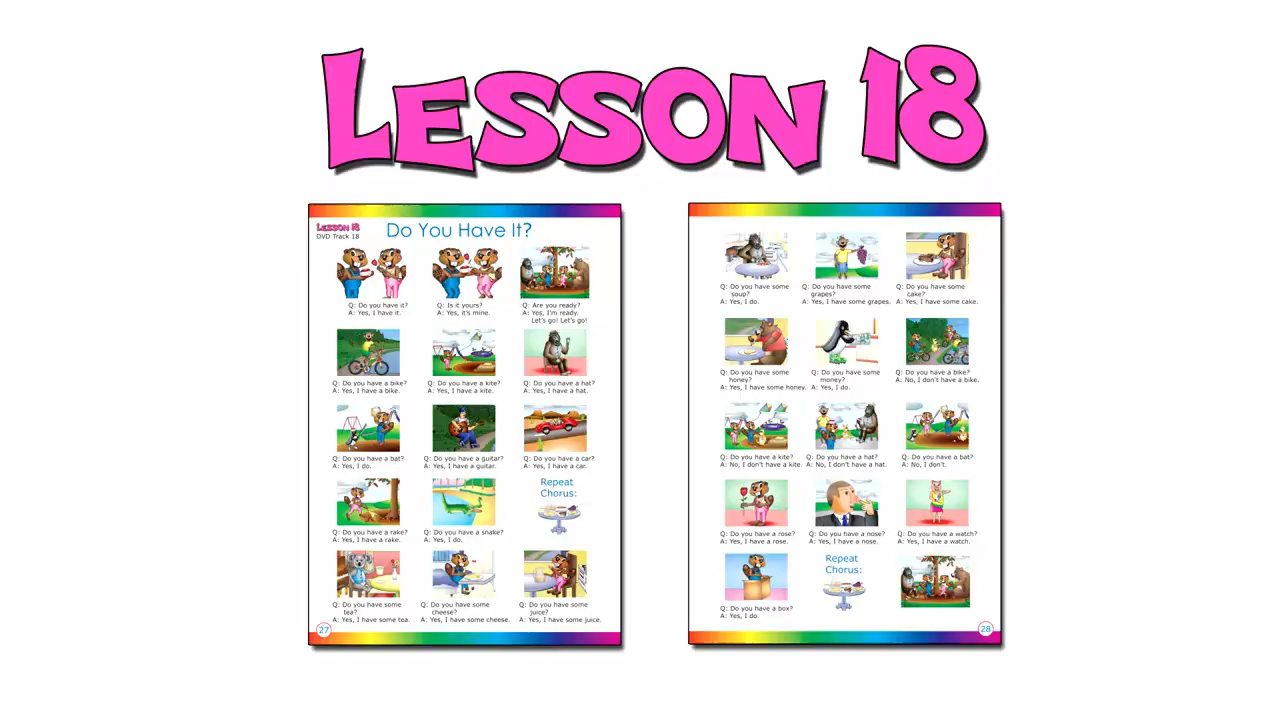 LESSON 18
LESSON 18
DVD Track 18
Do You Have It?
Q: Do you have it?
A: Yes, I have it.
Q: Is it yours?
A: Yes, it's mine.
Q: Are you ready?
A: Yes, I'm ready.
Let's go! Let's go!
Q: Do you have a bike?
A: Yes, I have a bike.
Q: Do you have a kite?
A: Yes, I have a kite.
Q: Do you have a hat?
A: Yes, I have a hat.
Q: Do you have a bat?
A: Yes, I do.
Q: Do you have a guitar?
A: Yes, I have a guitar.
Q: Do you have a car?
A: Yes, I have a car.
Q: Do you have a rake?
A: Yes, I have a rake.
Q: Do you have a snake?
A: Yes, I do.
Repeat
Chorus:
Q: Do you have some
tea?
A: Yes, I have some tea.
Q: Do you have some
cheese?
A: Yes, I have some cheese.
Q: Do you have some
juice?
A: Yes, I have some juice.
27
Q: Do you have some
soup?
A: Yes, I do.
Q: Do you have some
grapes?
A: Yes, I have some grapes.
Q: Do you have some
cake?
A: Yes, I have some cake.
Q: Do you have some
honey?
A: Yes, I have some honey.
Q: Do you have some
money?
A: Yes, I do.
Q: Do you have a bike?
A: No, I don't have a bike.
Q: Do you have a kite?
A: No, I don't have a kite.
Q: Do you have a hat?
A: No, I don't have a hat.
Q: Do you have a bat?
A: No, I don't.
Q: Do you have a rose?
A: Yes, I have a rose.
Q: Do you have a nose?
A: Yes, I have a nose.
Q: Do you have a watch?
A: Yes, I have a watch.
Q: Do you have a box?
A: Yes, I do.
Repeat
Chorus:
28